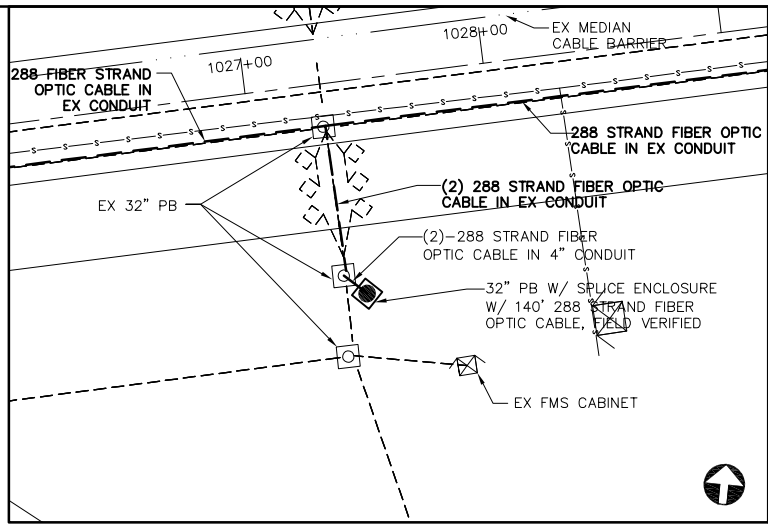 EX MEDIAN
CABLE BARRIER
1028+00
1027+00
288 FIBER STRAND
OPTIC CABLE IN
EX CONDUIT
S S S S S S S S S S S S S S S S S S
288 STRAND FIBER OPTIC
CABLE IN EX CONDUIT
(2) 288 STRAND FIBER OPTIC
CABLE IN EX CONDUIT
EX 32" PB
(2)-288 STRAND FIBER
OPTIC CABLE IN 4" CONDUIT
32" PB W/ SPLICE ENCLOSURE
W/ 140' 288 STRAND FIBER
OPTIC CABLE, FIELD VERIFIED
EX FMS CABINET